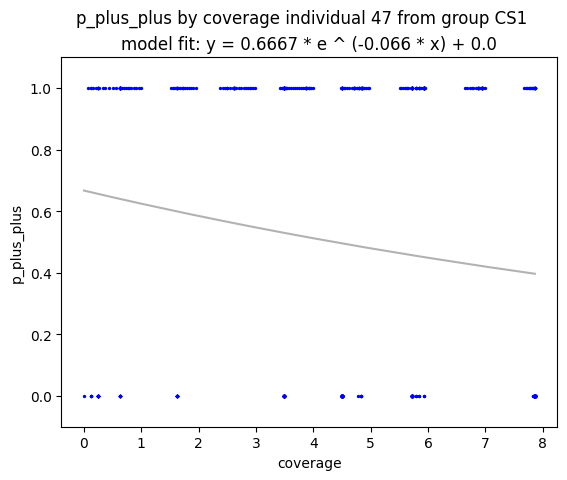 p_plus_plus by coverage individual 47 from group CS1
model fit: y = 0.6667 * e ^ (-0.066 * x) + 0.0
1.0
0.8
0.6
0.4
0.2
0.0
p_plus_plus
0 1 2 3 4 5 6 7 8
coverage